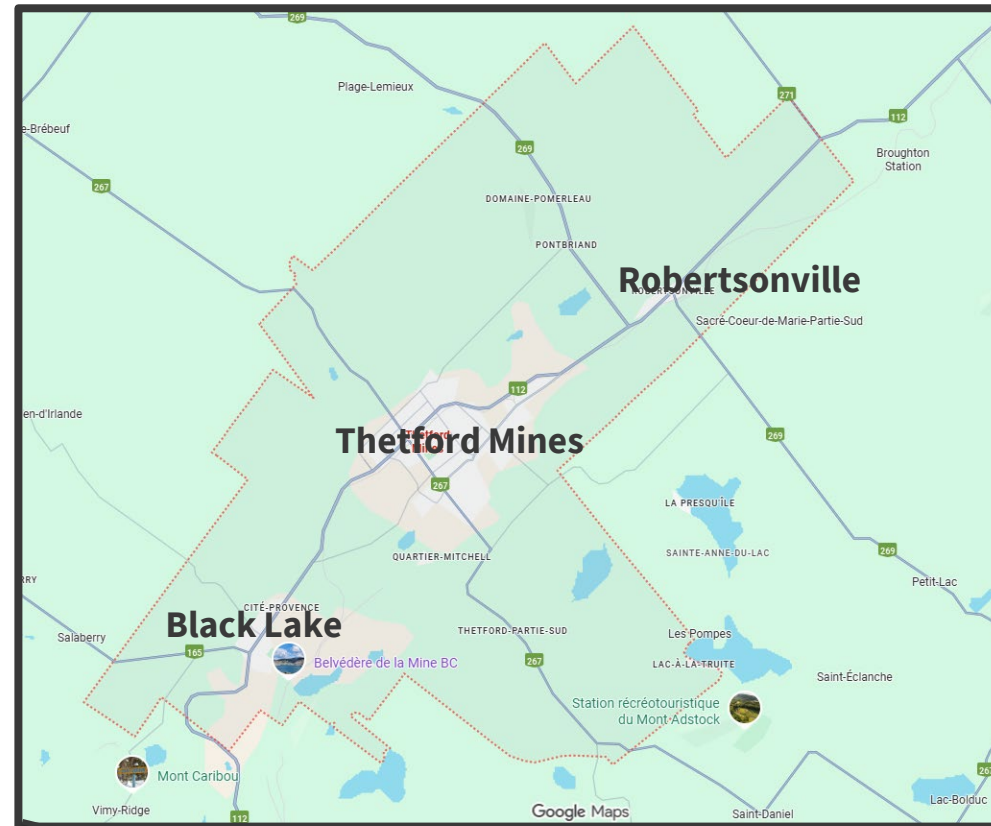 269
Plage-Lemieux
271
112
e-Brébeuf
269
Broughton
Station
267
DOMAINE-POMERLEAU
PONTBRIAND
Robertsonville
ROBERTSONVILLE
Sacré-Coeur-de-Marie-Partie-Sud
112
en-d'Irlande
Thetford Mines
Thetford
Mines
269
267
LA PRESQU'ÎLE
QUARTIER-MITCHELL
SAINTE-ANNE-DU-LAC
269
RRY
Petit-Lac
CITÉ-PROVENCE
Black Lake
Salaberry
THETFORD-PARTIE-SUD
Les Pompes
165
Belvédère de la Mine BC
267
LAC-À-LA-TRUITE
Saint-Éclanche
Station récréotouristique
du Mont Adstock
Mont Caribou
267
Lac-Bolduc
Vimy-Ridge
112
Google Maps
Saint-Daniel